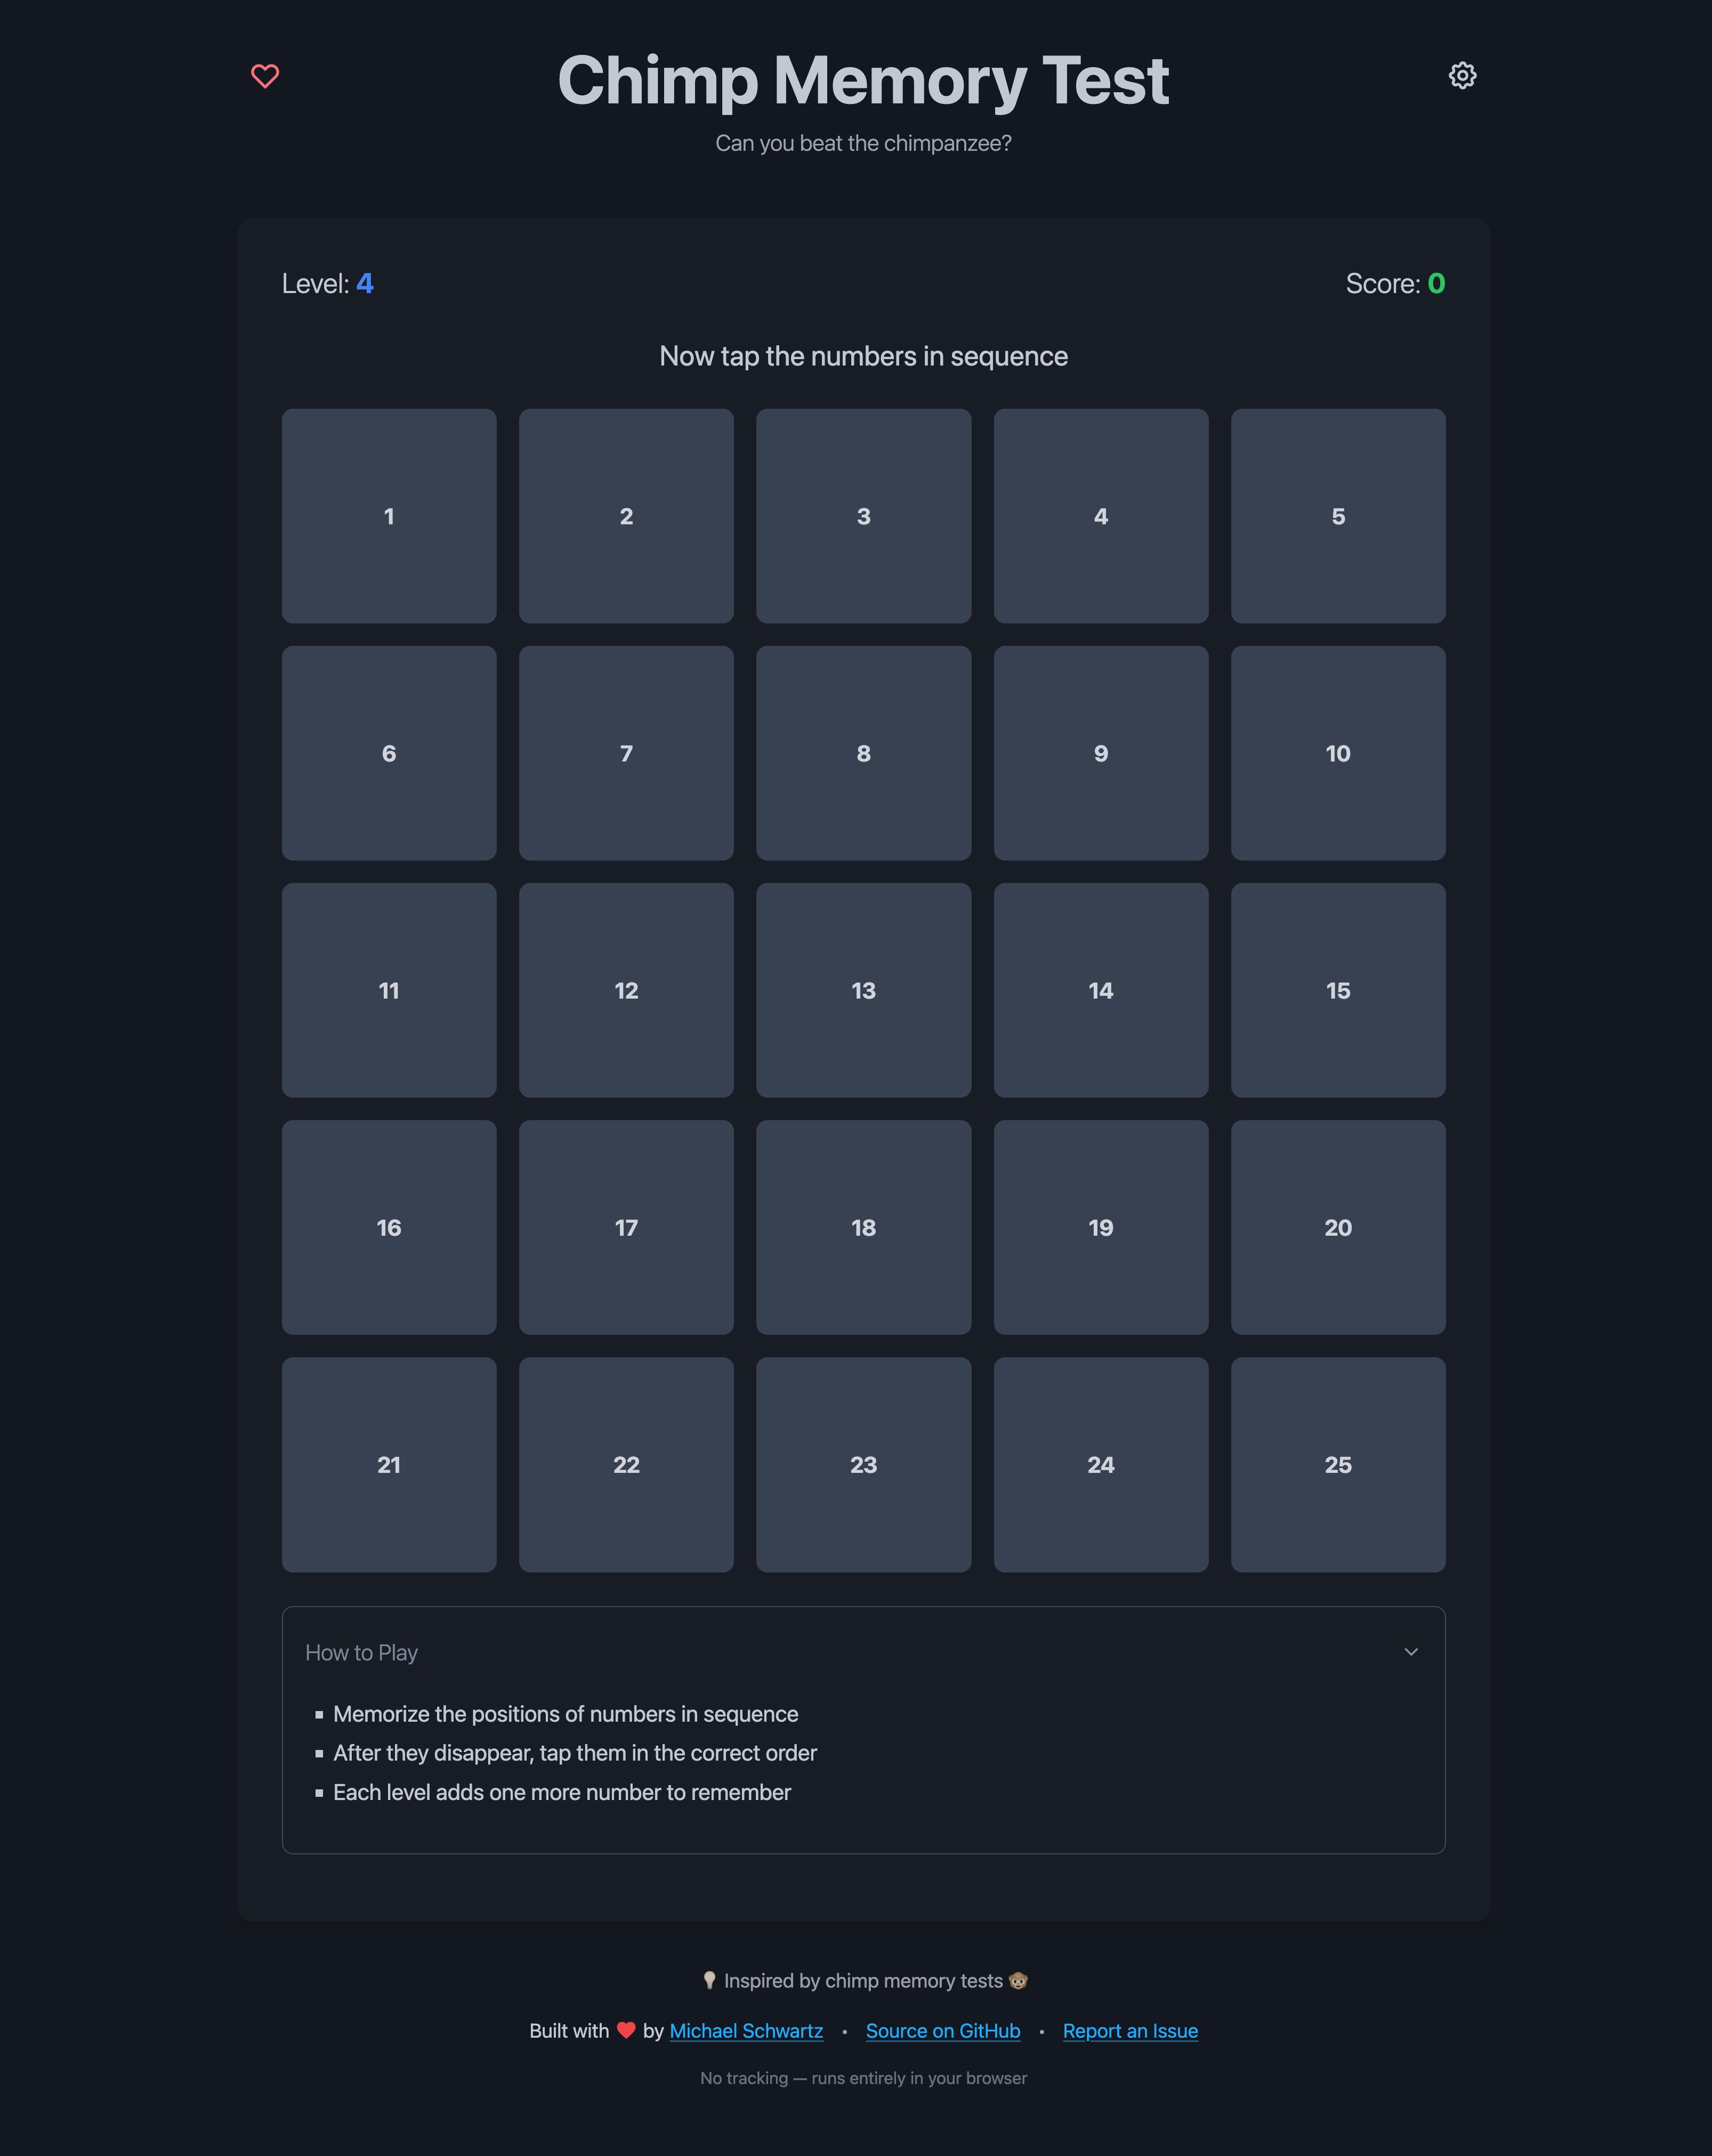 Chimp Memory Test
Can you beat the chimpanzee?
Level: 4 Score: 0
Now tap the numbers in sequence
1 2 3 4 5
6 7 8 9 10
11 12 13 14 15
16 17 18 19 20
21 22 23 24 25
How to Play
▪ Memorize the positions of numbers in sequence
▪ After they disappear, tap them in the correct order
▪ Each level adds one more number to remember
💡 Inspired by chimp memory tests 🐵
Built with ❤️ by Michael Schwartz • Source on GitHub • Report an Issue
No tracking — runs entirely in your browser